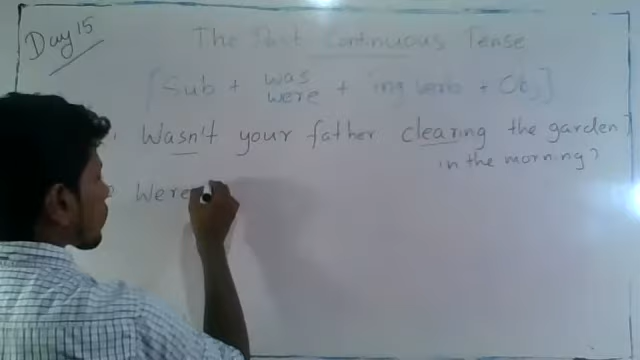 Day 15
The Past Continuous Tense
[Sub + was were + ing verb + Obj]
Wasn't your father clearing the garden
in the morning?
Were